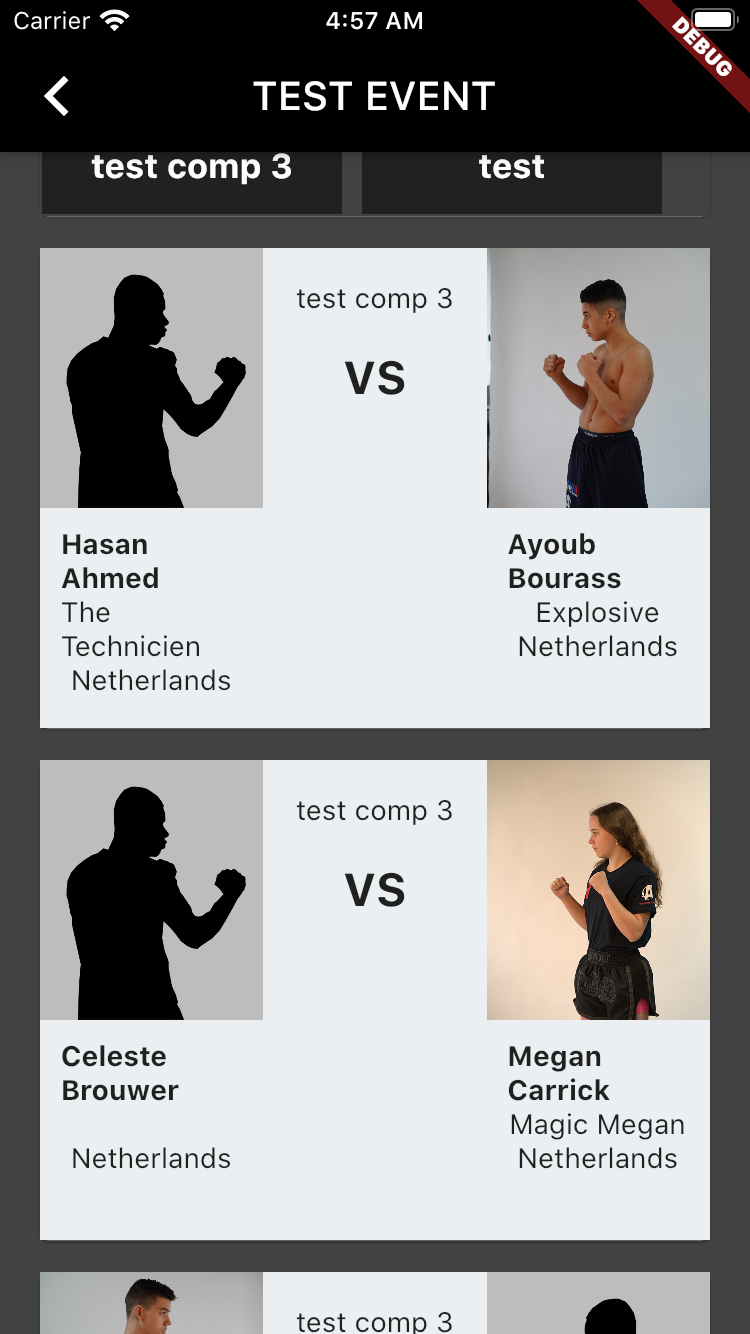 Carrier 4:57 AM
DEBUG
TEST EVENT
test comp 3 test
test comp 3
VS
Hasan
Ahmed
The
Technicien
Netherlands
Ayoub
Bourass
Explosive
Netherlands
test comp 3
VS
Celeste
Brouwer
Netherlands
Megan
Carrick
Magic Megan
Netherlands
test comp 3